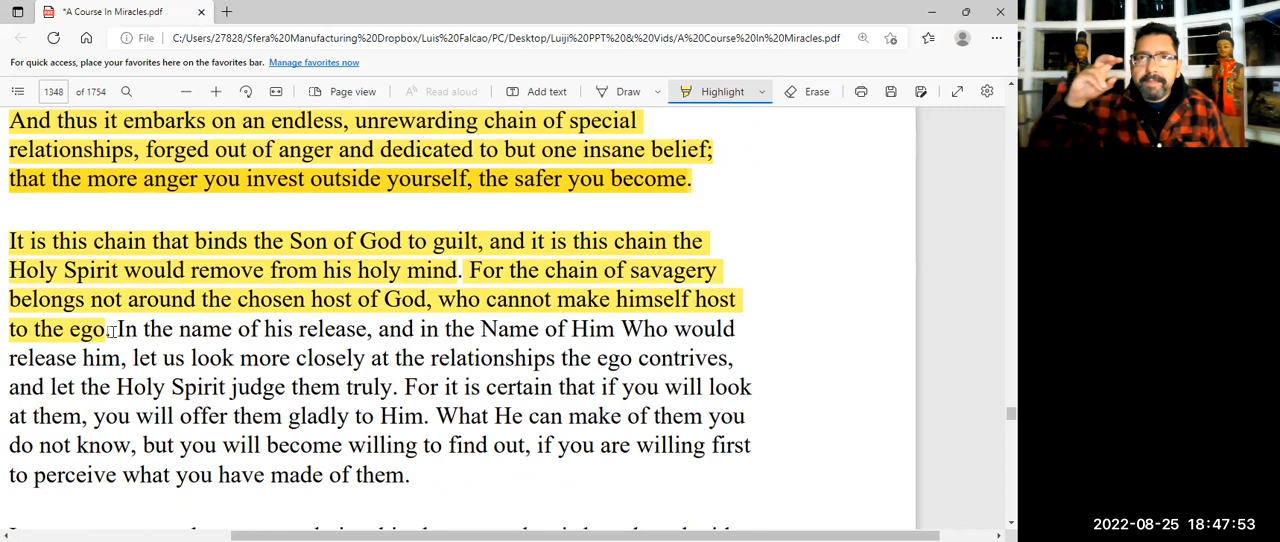 *A Course In Miracles.pdf
File C:/Users/27828/Sfera%20Manufacturing%20Dropbox/Luis%20Falcao/PC/Desktop/Luiji%20PPT%20&%20Vids/A%20Course%20In%20Miracles.pdf
For quick access, place your favorites here on the favorites bar. Manage favorites now
1348 of 1754 Page view Read aloud Add text Draw Highlight Erase
And thus it embarks on an endless, unrewarding chain of special
relationships, forged out of anger and dedicated to but one insane belief;
that the more anger you invest outside yourself, the safer you become.
It is this chain that binds the Son of God to guilt, and it is this chain the
Holy Spirit would remove from his holy mind. For the chain of savagery
belongs not around the chosen host of God, who cannot make himself host
to the ego. In the name of his release, and in the Name of Him Who would
release him, let us look more closely at the relationships the ego contrives,
and let the Holy Spirit judge them truly. For it is certain that if you will look
at them, you will offer them gladly to Him. What He can make of them you
do not know, but you will become willing to find out, if you are willing first
to perceive what you have made of them.
2022-08-25 18:47:53